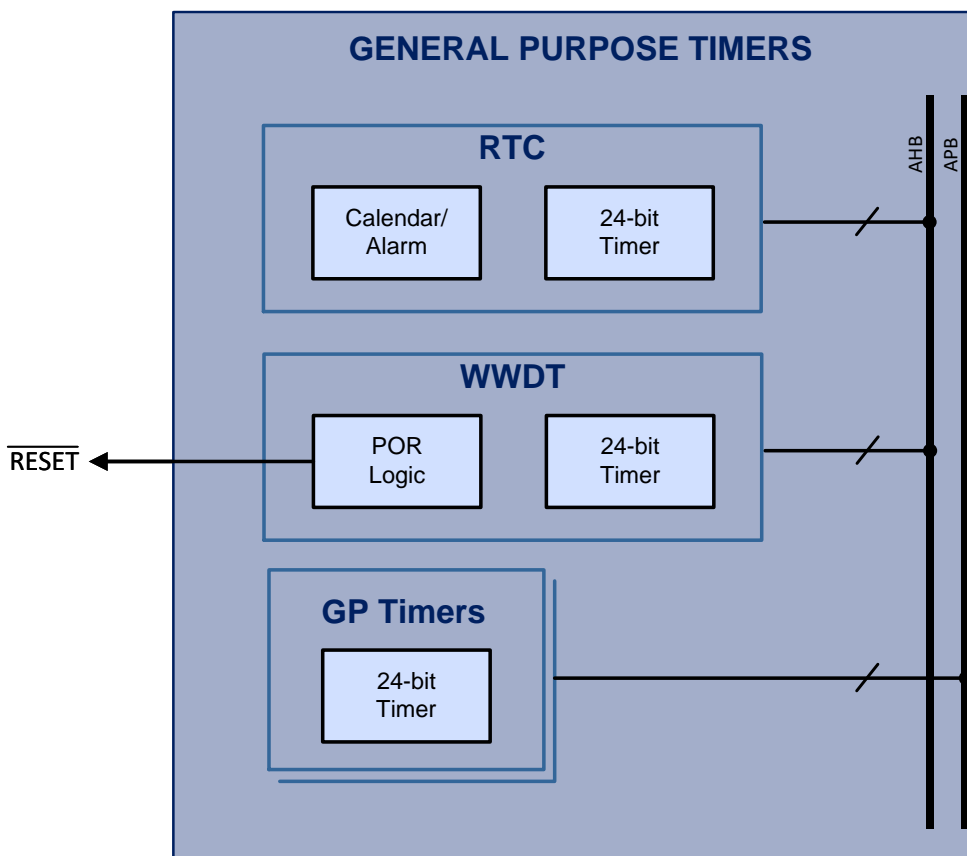 GENERAL PURPOSE TIMERS
AHB
APB
RTC
Calendar/
Alarm
24-bit
Timer
WWDT
RESET
POR
Logic
24-bit
Timer
GP Timers
24-bit
Timer